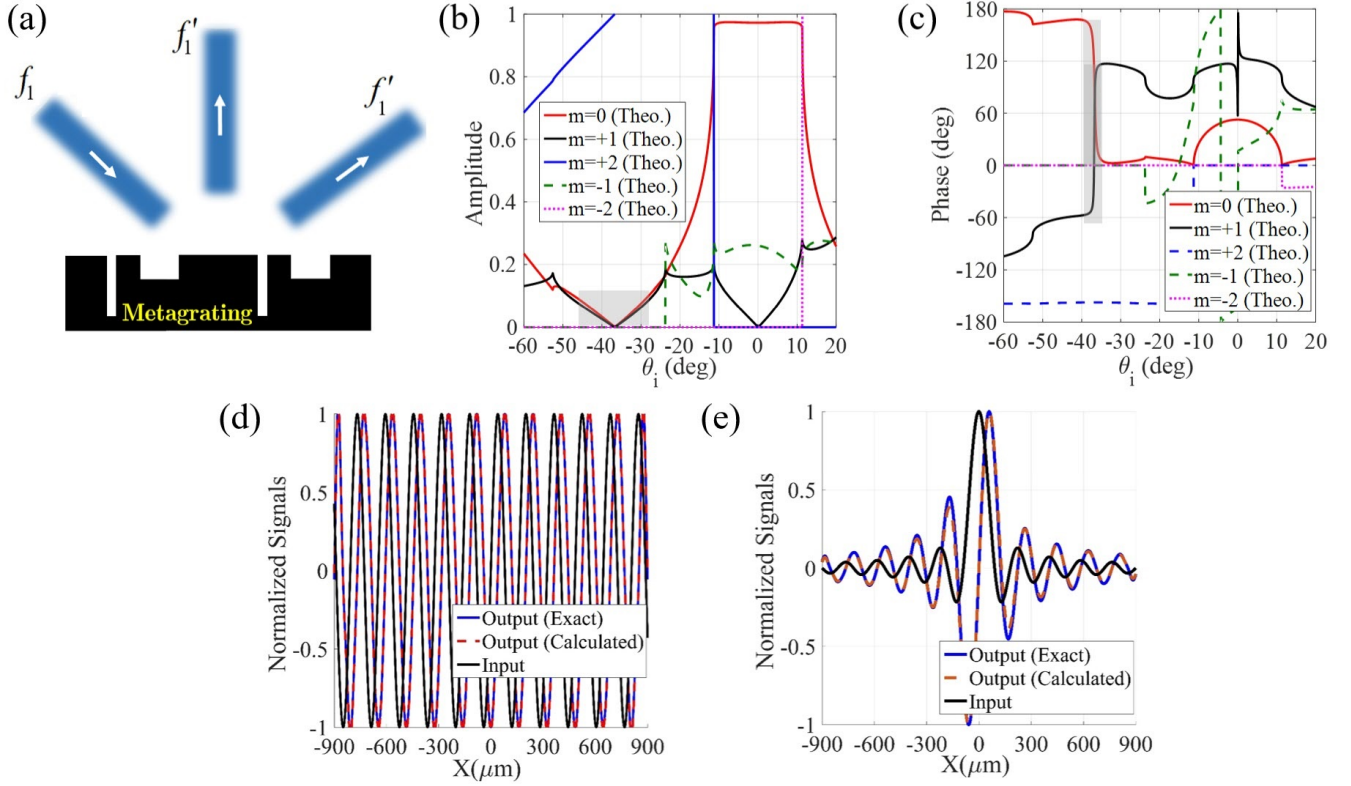 (a)
f₁
f₁′
f₁′
Metagrating
(b)
Amplitude
1
0.8
0.6
0.4
0.2
0
-60 -50 -40 -30 -20 -10 0 10 20
θᵢ (deg)
m=0 (Theo.)
m=+1 (Theo.)
m=+2 (Theo.)
m=-1 (Theo.)
m=-2 (Theo.)
(c)
Phase (deg)
180
120
60
0
-60
-120
-180
-60 -50 -40 -30 -20 -10 0 10 20
θᵢ (deg)
m=0 (Theo.)
m=+1 (Theo.)
m=+2 (Theo.)
m=-1 (Theo.)
m=-2 (Theo.)
(d)
Normalized Signals
1
0.5
0
-0.5
-1
-900 -600 -300 0 300 600 900
X(μm)
Output (Exact)
Output (Calculated)
Input
(e)
Normalized Signals
1
0.5
0
-0.5
-1
-900 -600 -300 0 300 600 900
X(μm)
Output (Exact)
Output (Calculated)
Input